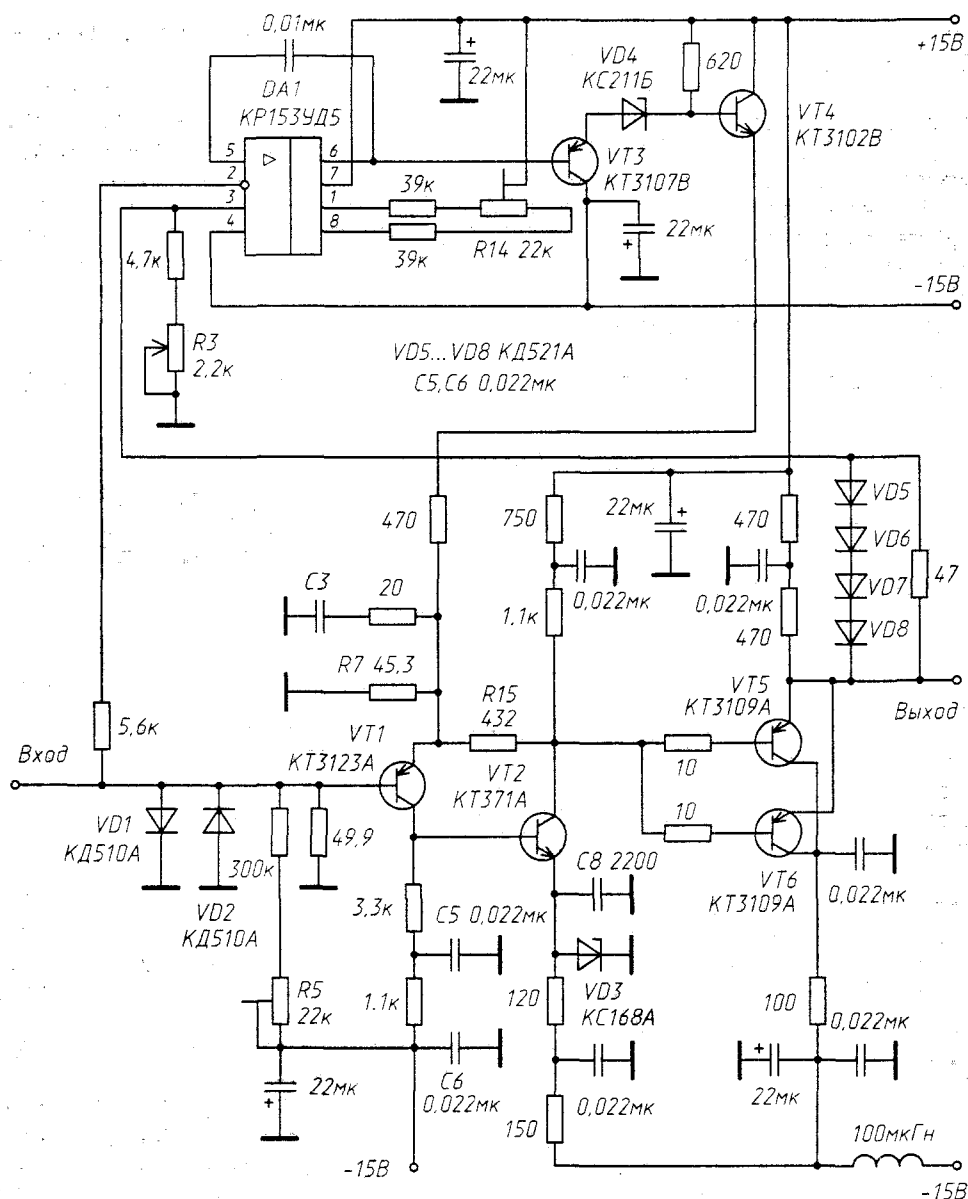 0,01мк
DA1
КР153УД5
5
2
3
4
6
7
1
8
+
22мк
VD4
КС211Б
620
+15В
VT4
КТ3102В
VT3
КТ3107В
39к
39к
R14 22к
+
22мк
-15В
4,7к
R3
2,2к
VD5...VD8 КД521А
C5,C6 0,022мк
470
750
22мк
+
470
VD5
VD6
VD7
VD8
47
0,022мк
0,022мк
C3
20
1.1к
470
R7 45,3
R15
432
5,6к
Вход
VT1
КТ3123А
VT2
КТ371А
VT5
КТ3109А
Выход
10
10
VD1
КД510А
300к
49,9
VD2
КД510А
C8 2200
VT6
КТ3109А
0,022мк
3,3к
C5 0,022мк
VD3
КС168А
R5
22к
1.1к
120
100
0,022мк
+
22мк
C6
0,022мк
0,022мк
+
22мк
150
100мкГн
-15В
-15В